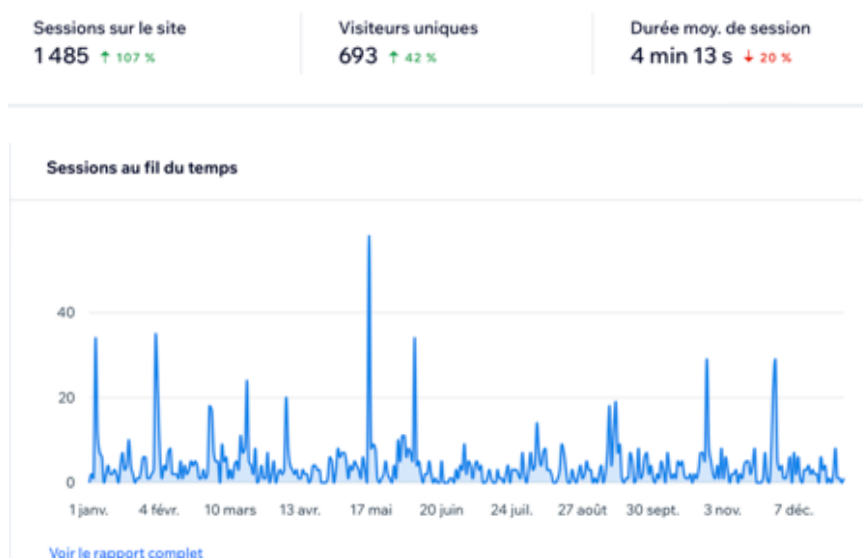 Sessions sur le site
1 485 ↑ 107 %
Visiteurs uniques
693 ↑ 42 %
Durée moy. de session
4 min 13 s ↓ 20 %
Sessions au fil du temps
40
20
0
1 janv. 4 févr. 10 mars 13 avr. 17 mai 20 juin 24 juil. 27 août 30 sept. 3 nov. 7 déc.
Voir le rapport complet